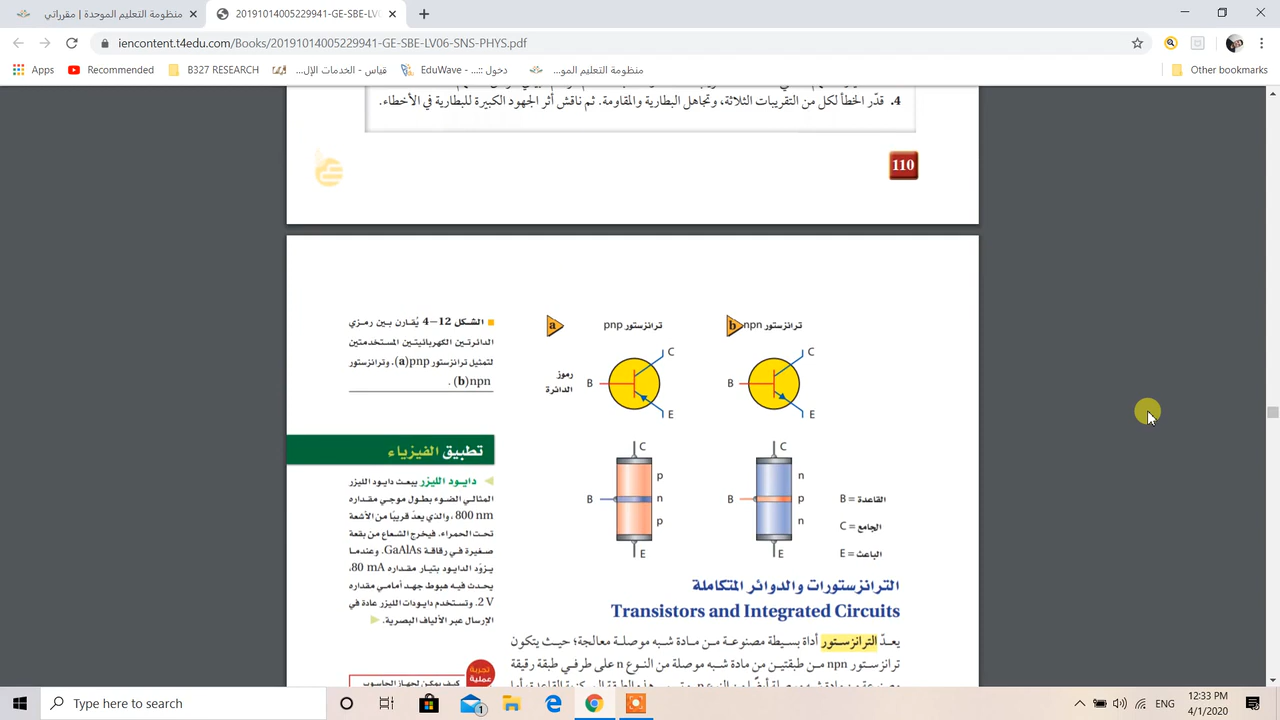 منظومة التعليم الموحدة | مقرراتي
20191014005229941-GE-SBE-LV0
iencontent.t4edu.com/Books/20191014005229941-GE-SBE-LV06-SNS-PHYS.pdf
Apps
Recommended
B327 RESEARCH
قياس - الخدمات الإل...
EduWave - دخول ...
منظومة التعليم المو...
Other bookmarks
4. قدّر الخطأ لكل من التقريبات الثلاثة، وتجاهل البطارية والمقاومة. ثم ناقش أثر الجهود الكبيرة للبطارية في الأخطاء.
110
a
ترانزستور pnp
b
ترانزستور npn
رموز
الدائرة
B
C
E
B
C
E
C
p
B
n
p
E
C
n
B
p
n
E
القاعدة = B
الجامع = C
الباعث = E
الشكل 12–4 يُقارن بين رمزي
الدائرتين الكهربائيتين المستخدمتين
لتمثيل ترانزستور pnp(a)، وترانزستور
npn(b) .
تطبيق الفيزياء
دايود الليزر يبعث دايود الليزر
المثالي الضوء بطول موجي مقداره
800 nm، والذي يعدّ قريبًا من الأشعة
تحت الحمراء. فيخرج الشعاع من بقعة
صغيرة في رقاقة GaAlAs. وعندما
يزوّد الدايود بتيار مقداره 80 mA،
يحدث فيه هبوط جهد أمامي مقداره
2 V. وتستخدم دايودات الليزر عادة في
الإرسال عبر الألياف البصرية.
تجربة
عملية
كيف يمكن لجهاز الحاسوب
الترانزستورات والدوائر المتكاملة
Transistors and Integrated Circuits
يعدّ الترانزستور أداة بسيطة مصنوعة من مادة شبه موصلة معالجة؛ حيث يتكون
ترانزستور npn من طبقتين من مادة شبه موصلة من النوع n على طرفي طبقة رقيقة
Type here to search
1
ENG
12:33 PM
4/1/2020